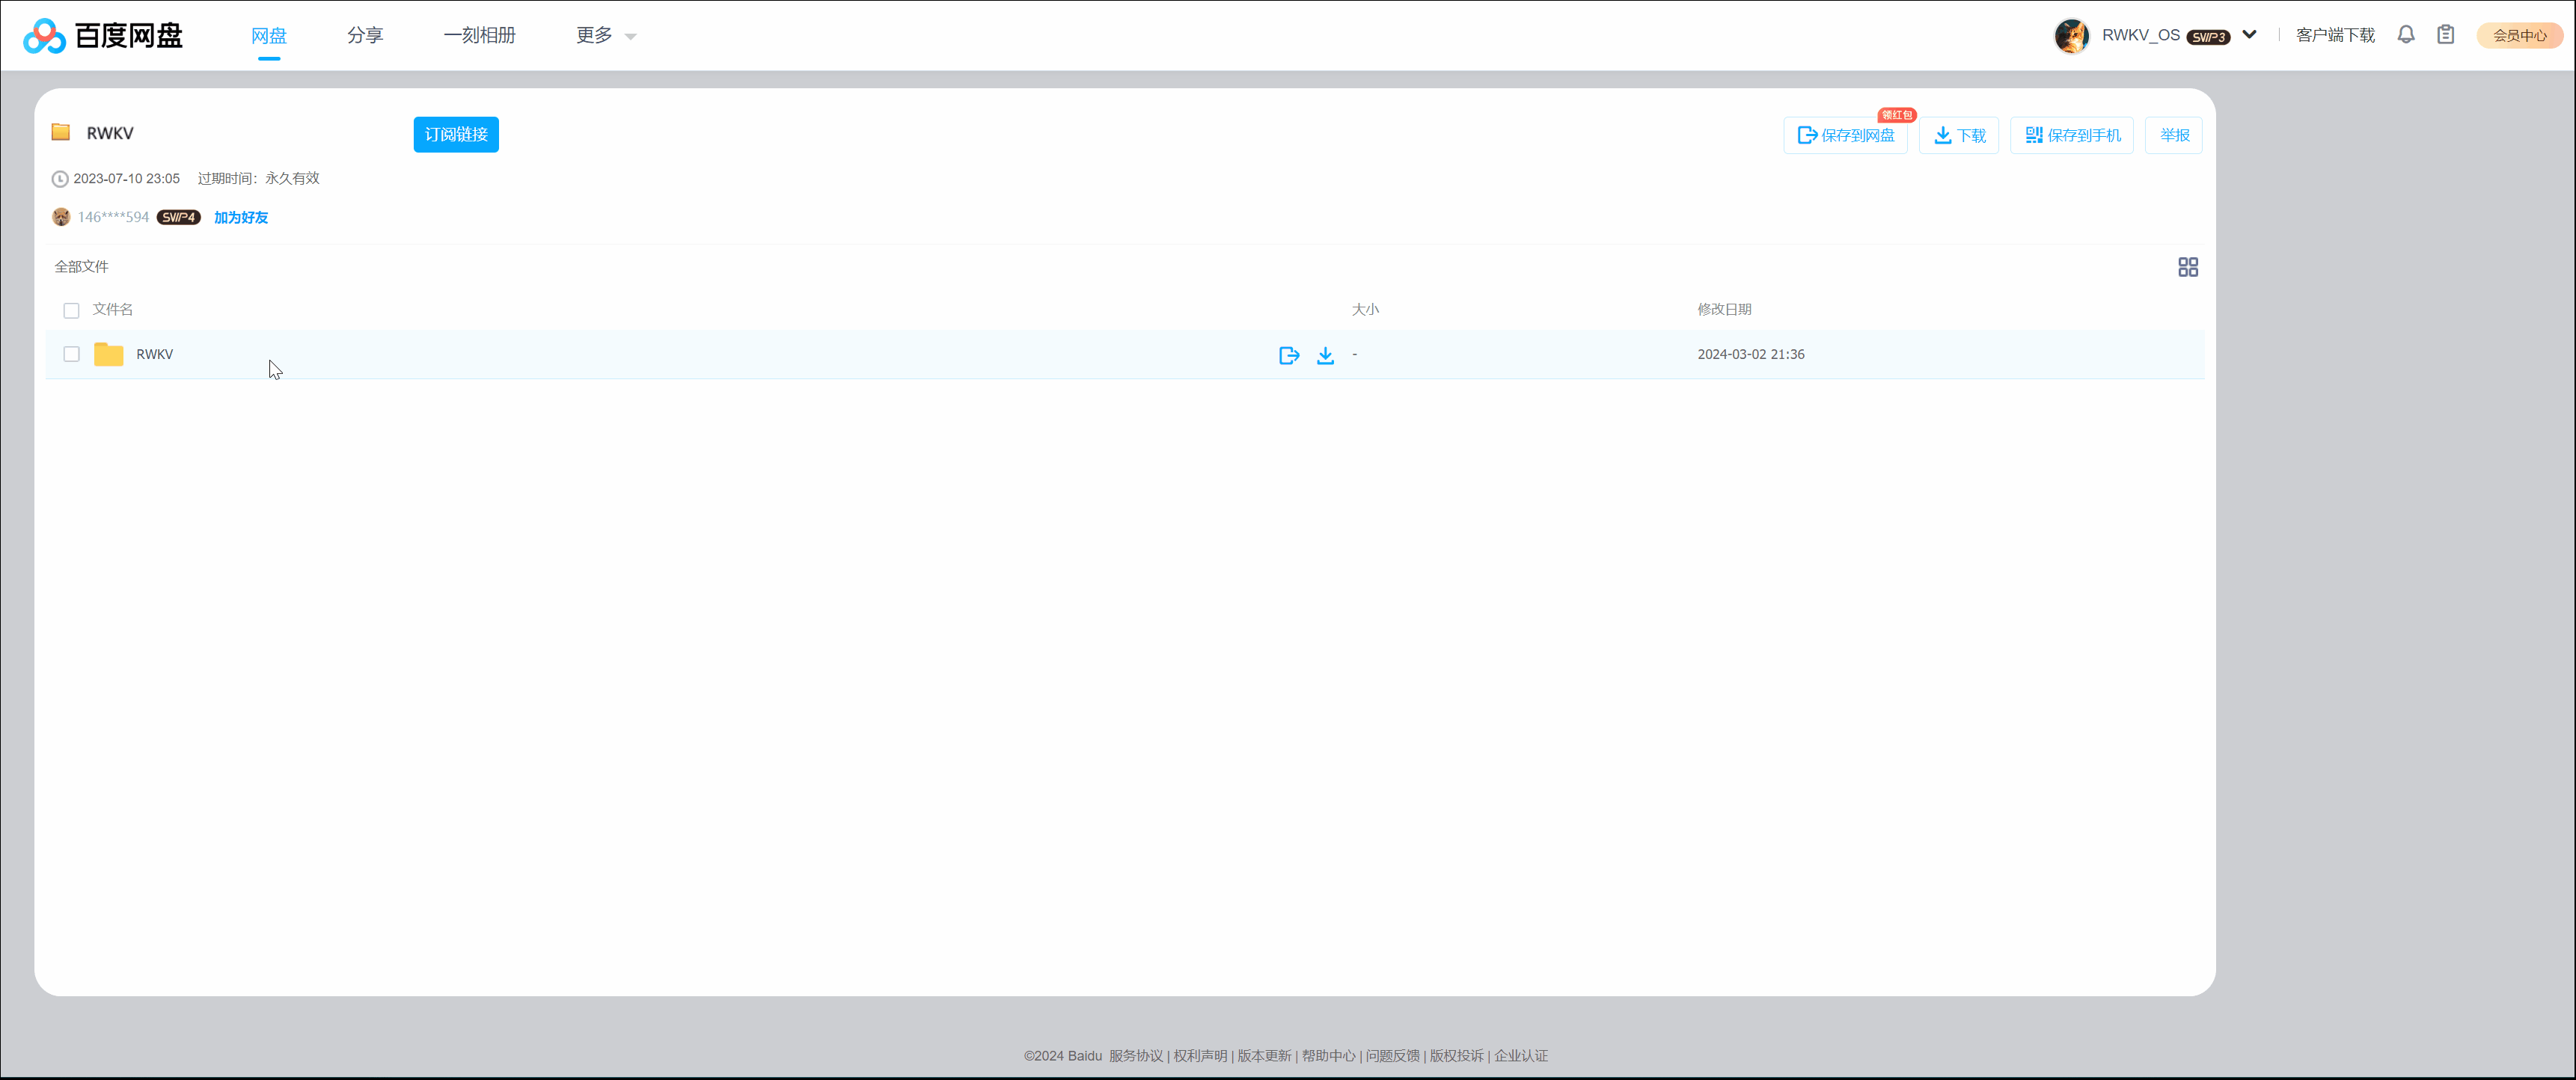 百度网盘 网盘 分享 一刻相册 更多 RWKV_OS SVIP3 客户端下载 会员中心
领红包
RWKV 订阅链接 保存到网盘 下载 保存到手机 举报
2023-07-10 23:05 过期时间：永久有效
146****594 SVIP4 加为好友
全部文件
文件名 大小 修改日期
RWKV - 2024-03-02 21:36
©2024 Baidu 服务协议 | 权利声明 | 版本更新 | 帮助中心 | 问题反馈 | 版权投诉 | 企业认证